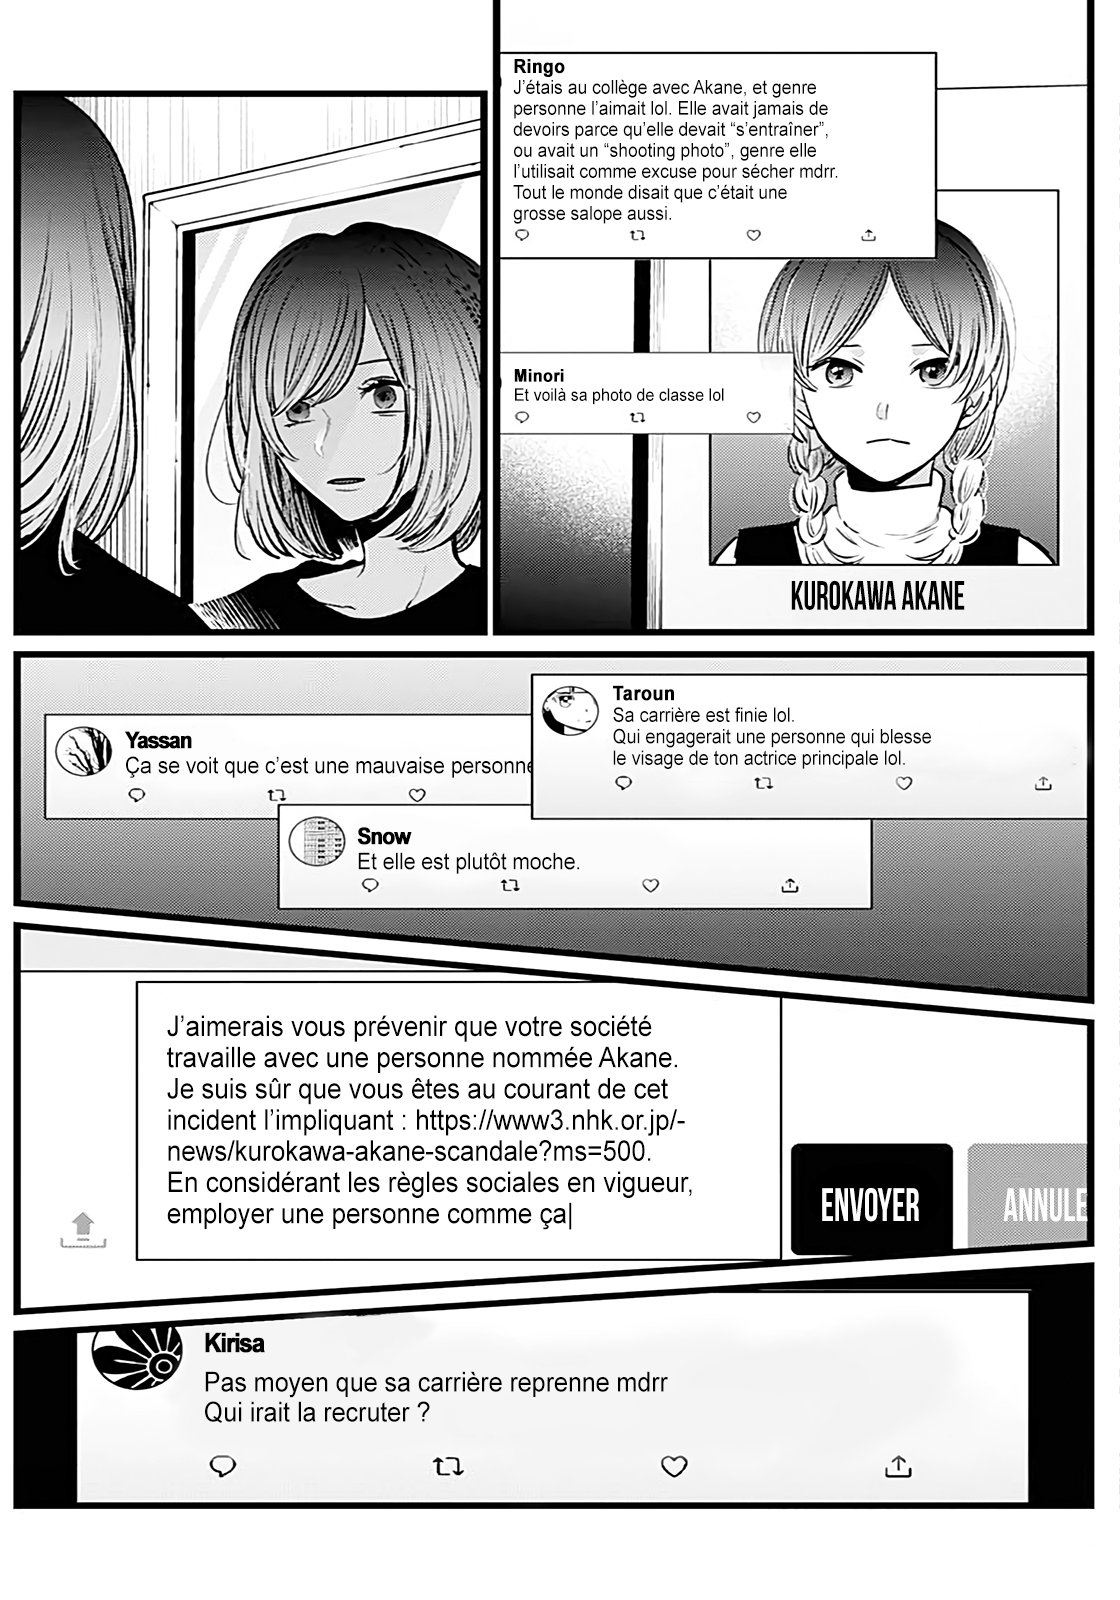 Ringo
J’étais au collège avec Akane, et genre
personne l’aimait lol. Elle avait jamais de
devoirs parce qu’elle devait “s’entraîner”,
ou avait un “shooting photo”, genre elle
l’utilisait comme excuse pour sécher mdrr.
Tout le monde disait que c’était une
grosse salope aussi.
Minori
Et voilà sa photo de classe lol
KUROKAWA AKANE
Yassan
Ça se voit que c’est une mauvaise personne
Taroun
Sa carrière est finie lol.
Qui engagerait une personne qui blesse
le visage de ton actrice principale lol.
Snow
Et elle est plutôt moche.
J’aimerais vous prévenir que votre société
travaille avec une personne nommée Akane.
Je suis sûr que vous êtes au courant de cet
incident l’impliquant : https://www3.nhk.or.jp/-
news/kurokawa-akane-scandale?ms=500.
En considérant les règles sociales en vigueur,
employer une personne comme ça|
ENVOYER
ANNULE
Kirisa
Pas moyen que sa carrière reprenne mdrr
Qui irait la recruter ?